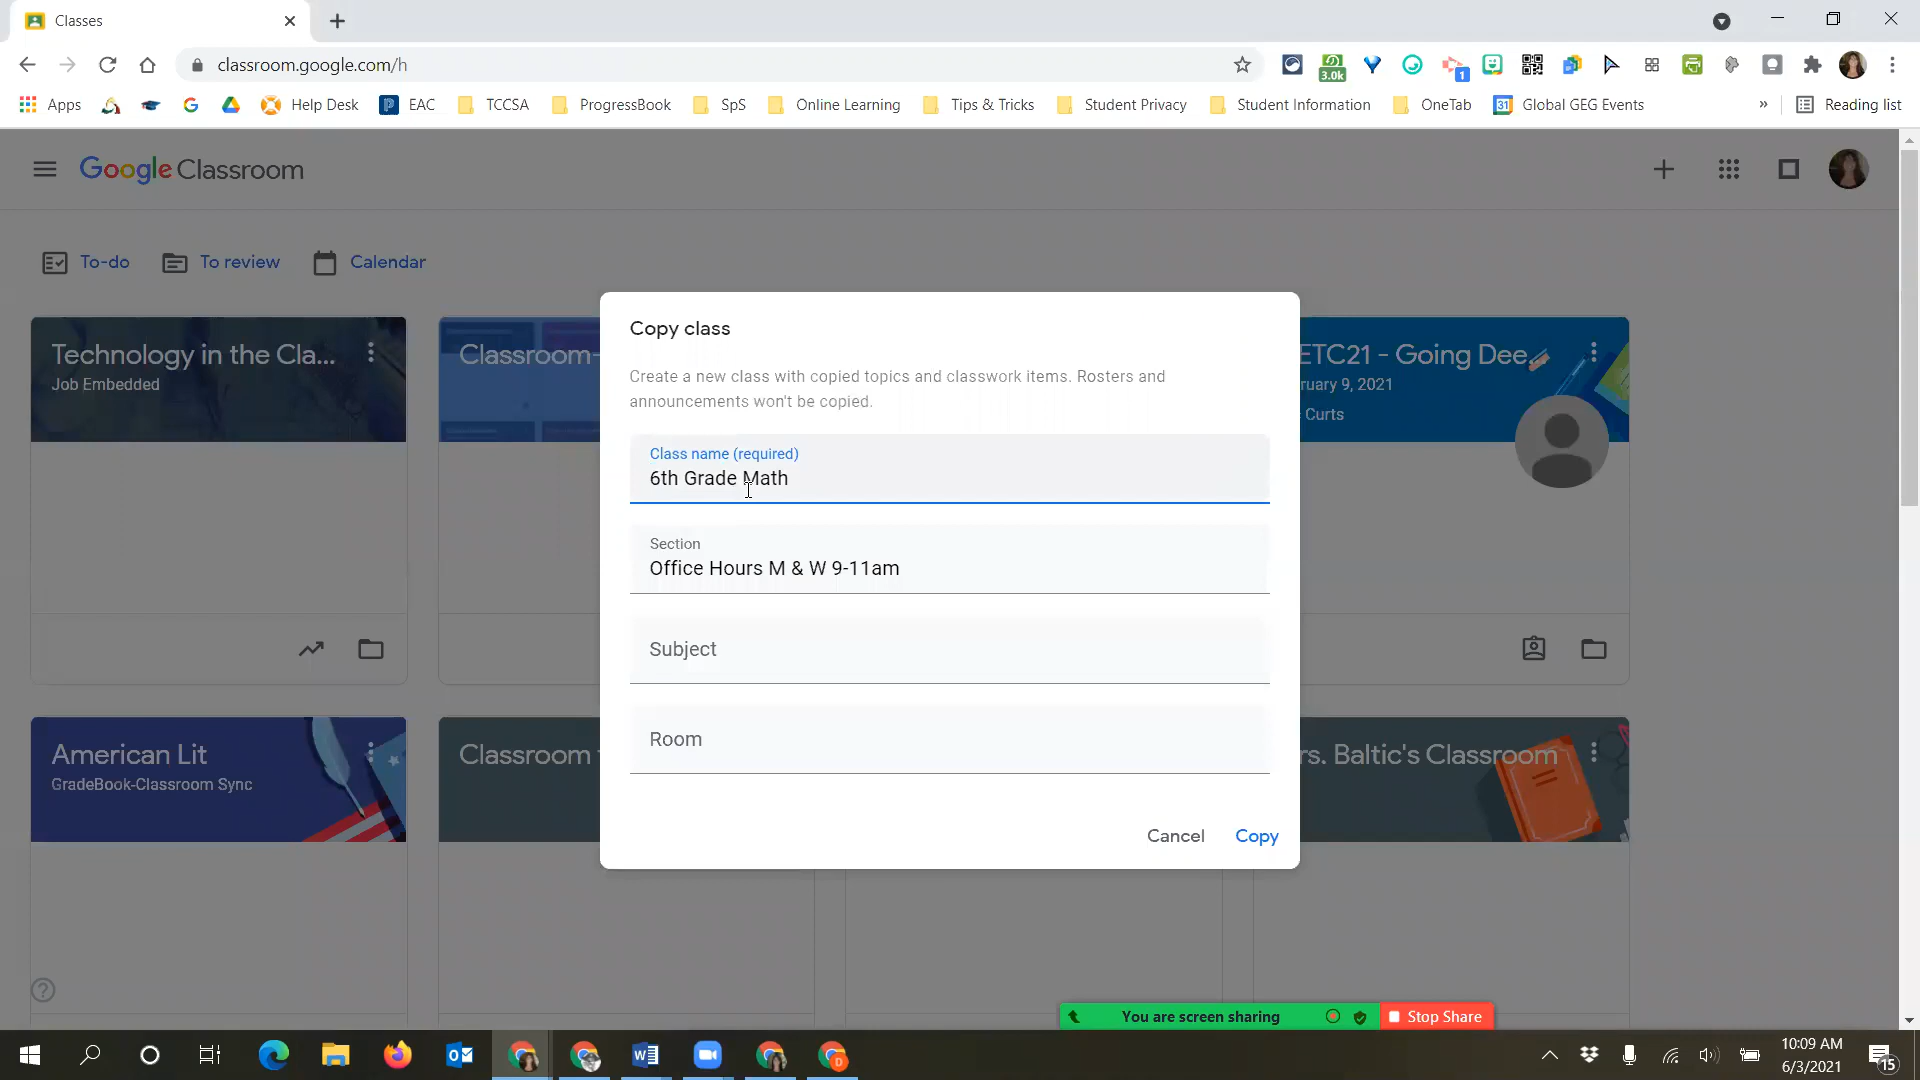 Classes
classroom.google.com/h
3.0k
1
Apps
Help Desk
EAC
TCCSA
ProgressBook
SpS
Online Learning
Tips & Tricks
Student Privacy
Student Information
OneTab
31
Global GEG Events
»
Reading list
Google Classroom
To-do
To review
Calendar
Technology in the Cla...
Job Embedded
Classroom-
ETC21 - Going Dee...
ruary 9, 2021
Curts
Copy class
Create a new class with copied topics and classwork items. Rosters and
announcements won't be copied.
Class name (required)
6th Grade Math
Section
Office Hours M & W 9-11am
Subject
Room
Cancel
Copy
American Lit
GradeBook-Classroom Sync
Classroom
rs. Baltic's Classroom
You are screen sharing
Stop Share
10:09 AM
6/3/2021
15